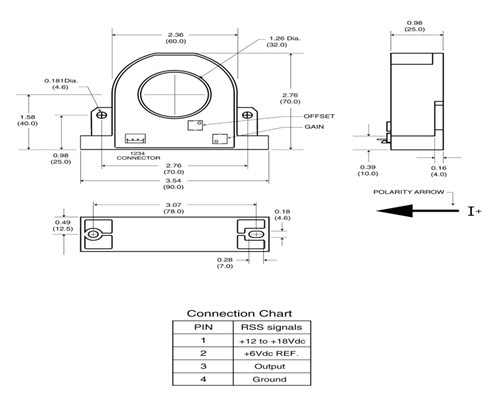 2.36
(60.0)
1.26 Dia.
(32.0)
0.98
(25.0)
0.181Dia.
(4.6)
2.76
(70.0)
1.58
(40.0)
OFFSET
GAIN
1234
CONNECTOR
0.98
(25.0)
2.76
(70.0)
3.54
(90.0)
0.39
(10.0)
0.16
(4.0)
POLARITY ARROW
I+
3.07
(78.0)
0.49
(12.5)
0.18
(4.6)
0.28
(7.0)
Connection Chart
PIN RSS signals
1 +12 to +18Vdc
2 +6Vdc REF.
3 Output
4 Ground